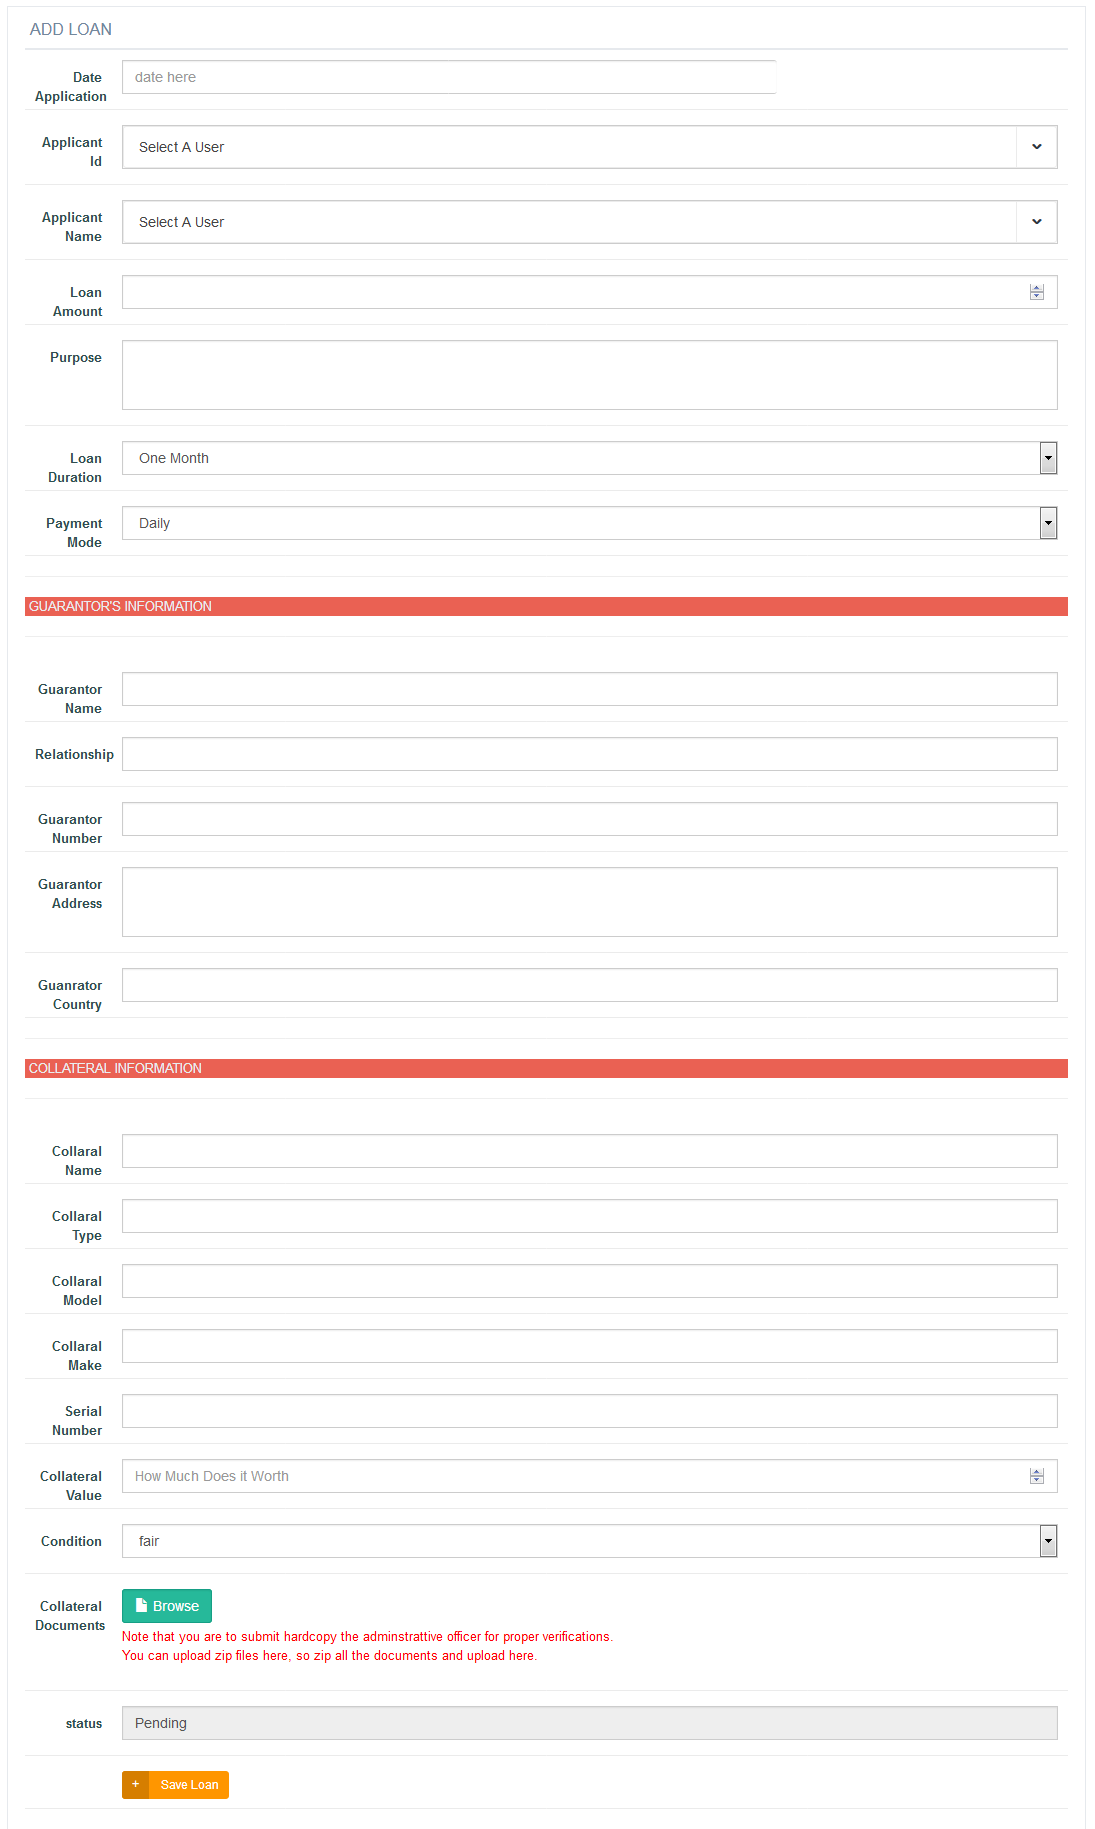 ADD LOAN
Date
Application
date here
Applicant
Id
Select A User
Applicant
Name
Select A User
Loan
Amount
Purpose
Loan
Duration
One Month
Payment
Mode
Daily
GUARANTOR'S INFORMATION
Guarantor
Name
Relationship
Guarantor
Number
Guarantor
Address
Guanrator
Country
COLLATERAL INFORMATION
Collaral
Name
Collaral
Type
Collaral
Model
Collaral
Make
Serial
Number
Collateral
Value
How Much Does it Worth
Condition
fair
Collateral
Documents
Browse
Note that you are to submit hardcopy the adminstrattive officer for proper verifications.
You can upload zip files here, so zip all the documents and upload here.
status
Pending
+ Save Loan